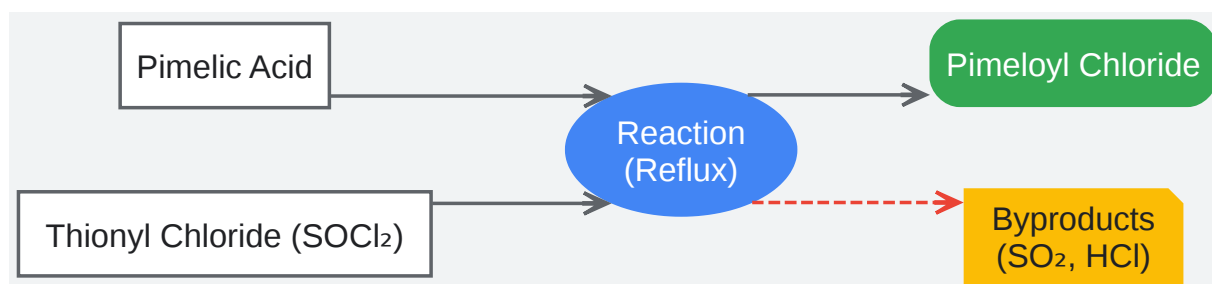 Pimelic Acid
Pimeloyl Chloride
Reaction
(Reflux)
Thionyl Chloride (SOCl₂)
Byproducts
(SO₂, HCl)